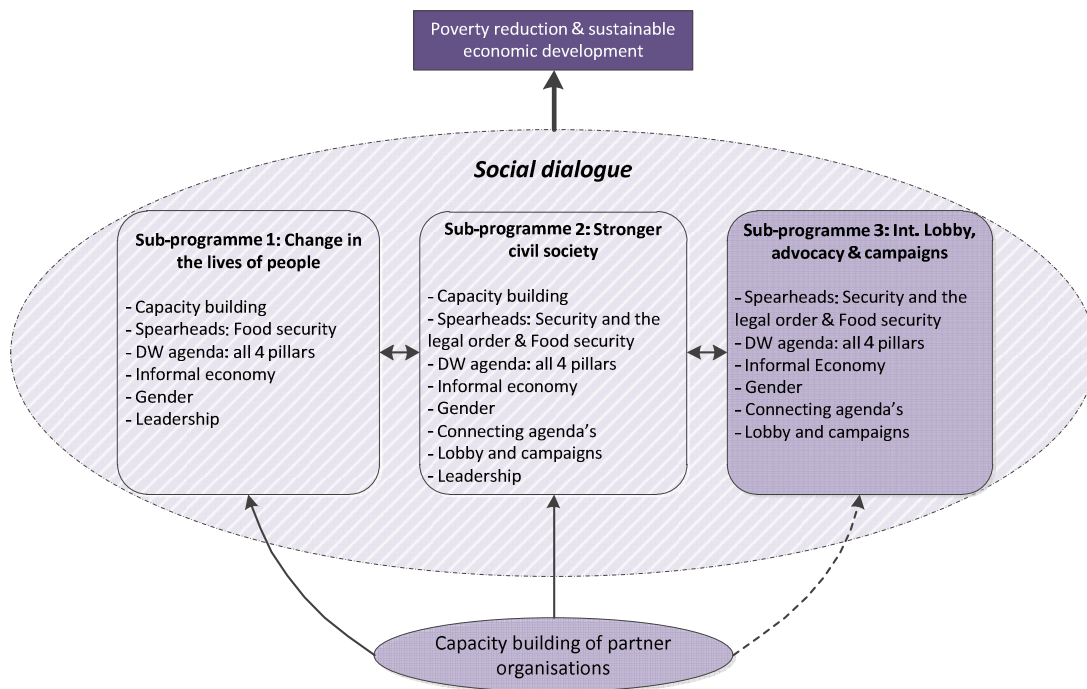 Poverty reduction & sustainable
economic development
Social dialogue
Sub-programme 1: Change in
the lives of people
- Capacity building
- Spearheads: Food security
- DW agenda: all 4 pillars
- Informal economy
- Gender
- Leadership
Sub-programme 2: Stronger
civil society
- Capacity building
- Spearheads: Security and the
legal order & Food security
- DW agenda: all 4 pillars
- Informal economy
- Gender
- Connecting agenda's
- Lobby and campaigns
- Leadership
Sub-programme 3: Int. Lobby,
advocacy & campaigns
- Spearheads: Security and the
legal order & Food security
- DW agenda: all 4 pillars
- Informal Economy
- Gender
- Connecting agenda's
- Lobby and campaigns
Capacity building of partner
organisations